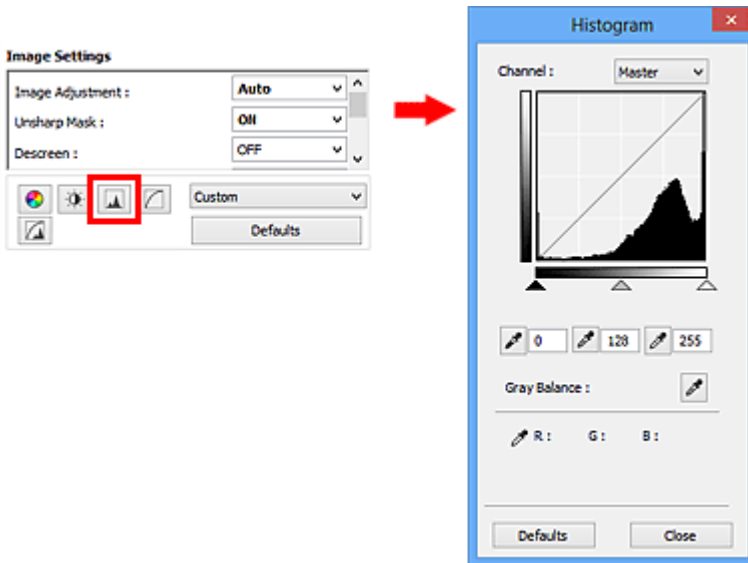 Image Settings
Image Adjustment : Auto
Unsharp Mask : ON
Descreen : OFF
Custom
Defaults
Histogram
Channel : Master
0 128 255
Gray Balance :
R : G : B :
Defaults Close